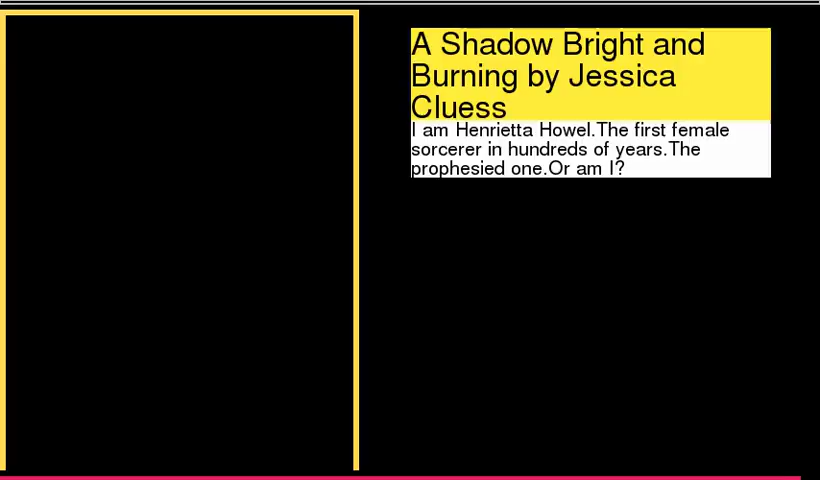 A Shadow Bright and
Burning by Jessica
Cluess
I am Henrietta Howel.The first female
sorcerer in hundreds of years.The
prophesied one.Or am I?